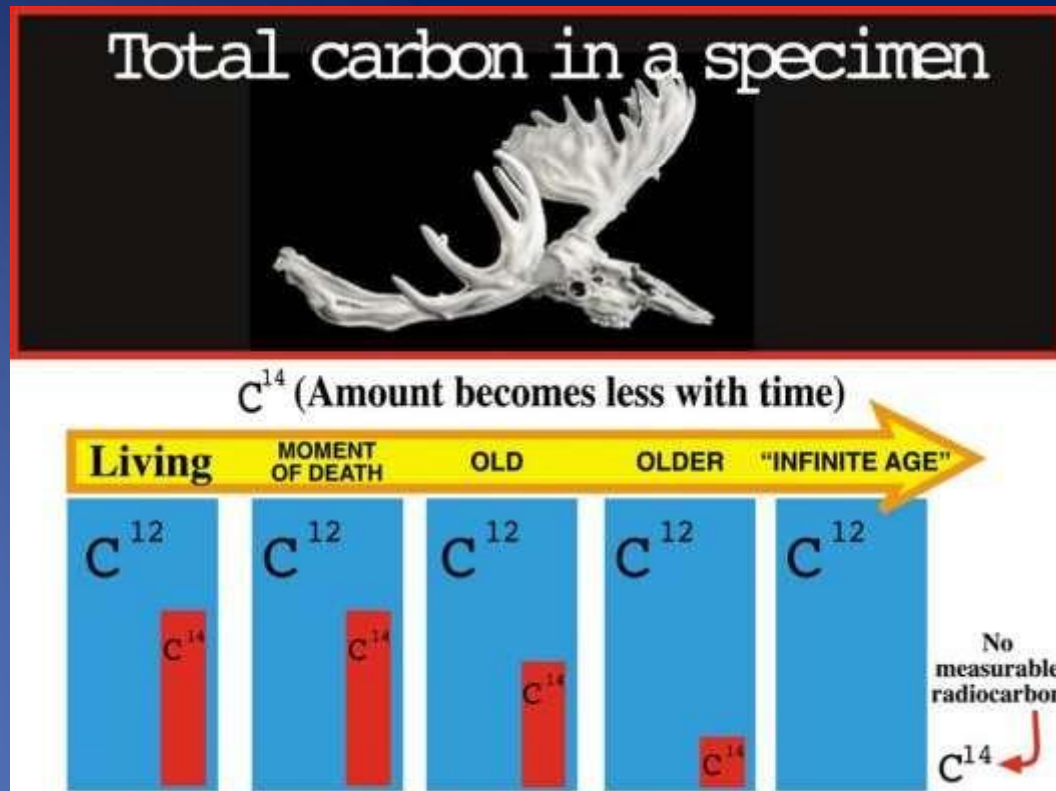 Total carbon in a specimen
C¹⁴ (Amount becomes less with time)
Living
MOMENT
OF DEATH
OLD
OLDER
“INFINITE AGE”
C¹²
C¹²
C¹²
C¹²
C¹²
C¹⁴
C¹⁴
C¹⁴
C¹⁴
No
measurable
radiocarbon
C¹⁴